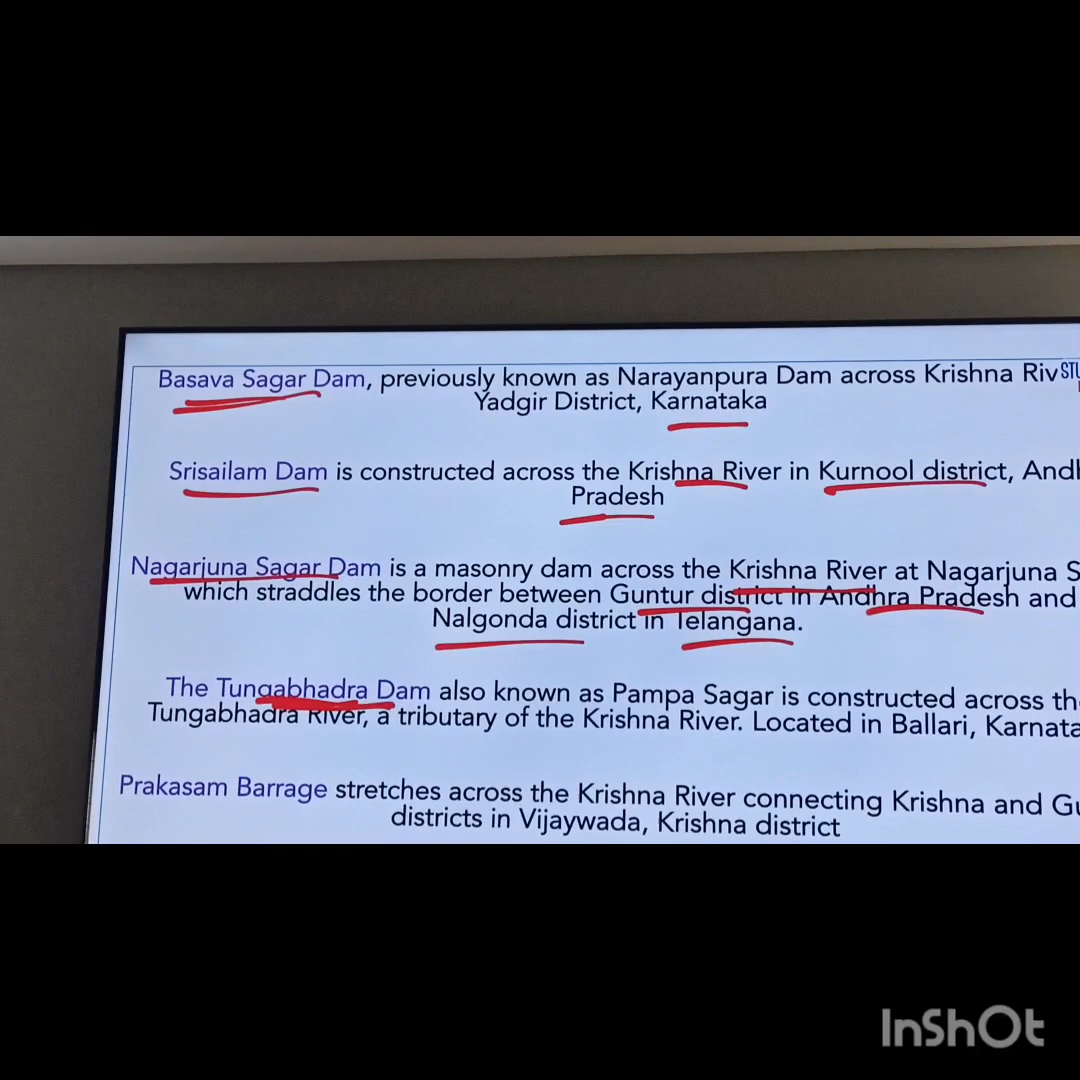 Basava Sagar Dam, previously known as Narayanpura Dam across Krishna Riv STU
Yadgir District, Karnataka
Srisailam Dam is constructed across the Krishna River in Kurnool district, Andh
Pradesh
Nagarjuna Sagar Dam is a masonry dam across the Krishna River at Nagarjuna S
which straddles the border between Guntur district in Andhra Pradesh and
Nalgonda district in Telangana.
The Tungabhadra Dam also known as Pampa Sagar is constructed across the
Tungabhadra River, a tributary of the Krishna River. Located in Ballari, Karnata
Prakasam Barrage stretches across the Krishna River connecting Krishna and Gu
districts in Vijaywada, Krishna district
InShOt